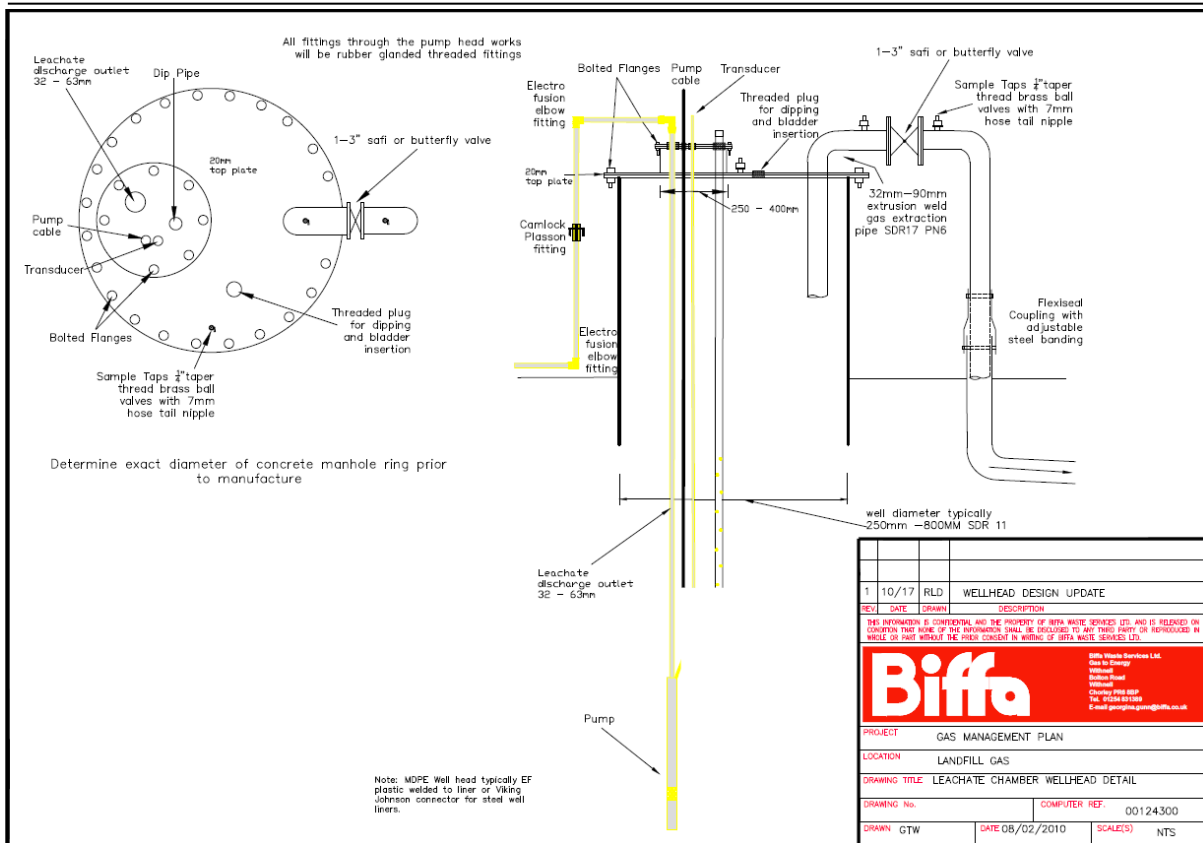 All fittings through the pump head works
will be rubber glanded threaded fittings
Leachate
discharge outlet
32 - 63mm
Dip Pipe
20mm
top plate
1-3" safi or butterfly valve
Pump
cable
Transducer
Bolted Flanges
Threaded plug
for dipping
and bladder
insertion
Sample Taps ¼"taper
thread brass ball
valves with 7mm
hose tail nipple
Determine exact diameter of concrete manhole ring prior
to manufacture
Electro
fusion
elbow
fitting
Bolted Flanges
Pump
cable
Transducer
Threaded plug
for dipping
and bladder
insertion
1-3" safi or butterfly valve
Sample Taps ¼"taper
thread brass ball
valves with 7mm
hose tail nipple
20mm
top plate
250 - 400mm
32mm-90mm
extrusion weld
gas extraction
pipe SDR17 PN6
Camlock
Plasson
fitting
Electro
fusion
elbow
fitting
Flexiseal
Coupling with
adjustable
steel banding
well diameter typically
250mm -800MM SDR 11
Leachate
discharge outlet
32 - 63mm
Pump
Note: MDPE Well head typically EF
plastic welded to liner or Viking
Johnson connector for steel well
liners.
1 10/17 RLD WELLHEAD DESIGN UPDATE
REV. DATE DRAWN DESCRIPTION
THIS INFORMATION IS CONFIDENTIAL AND THE PROPERTY OF BIFFA WASTE SERVICES LTD. AND IS RELEASED ON
CONDITION THAT NONE OF THE INFORMATION SHALL BE DISCLOSED TO ANY THIRD PARTY OR REPRODUCED IN
WHOLE OR PART WITHOUT THE PRIOR CONSENT IN WRITING OF BIFFA WASTE SERVICES LTD.
Biffa
Biffa Waste Services Ltd.
Gas to Energy
Withnell
Bolton Road
Withnell
Chorley PR6 8BP
Tel. 01254 831389
E-mail georgina.gunn@biffa.co.uk
PROJECT GAS MANAGEMENT PLAN
LOCATION LANDFILL GAS
DRAWING TITLE LEACHATE CHAMBER WELLHEAD DETAIL
DRAWING No. COMPUTER REF. 00124300
DRAWN GTW DATE 08/02/2010 SCALE(S) NTS